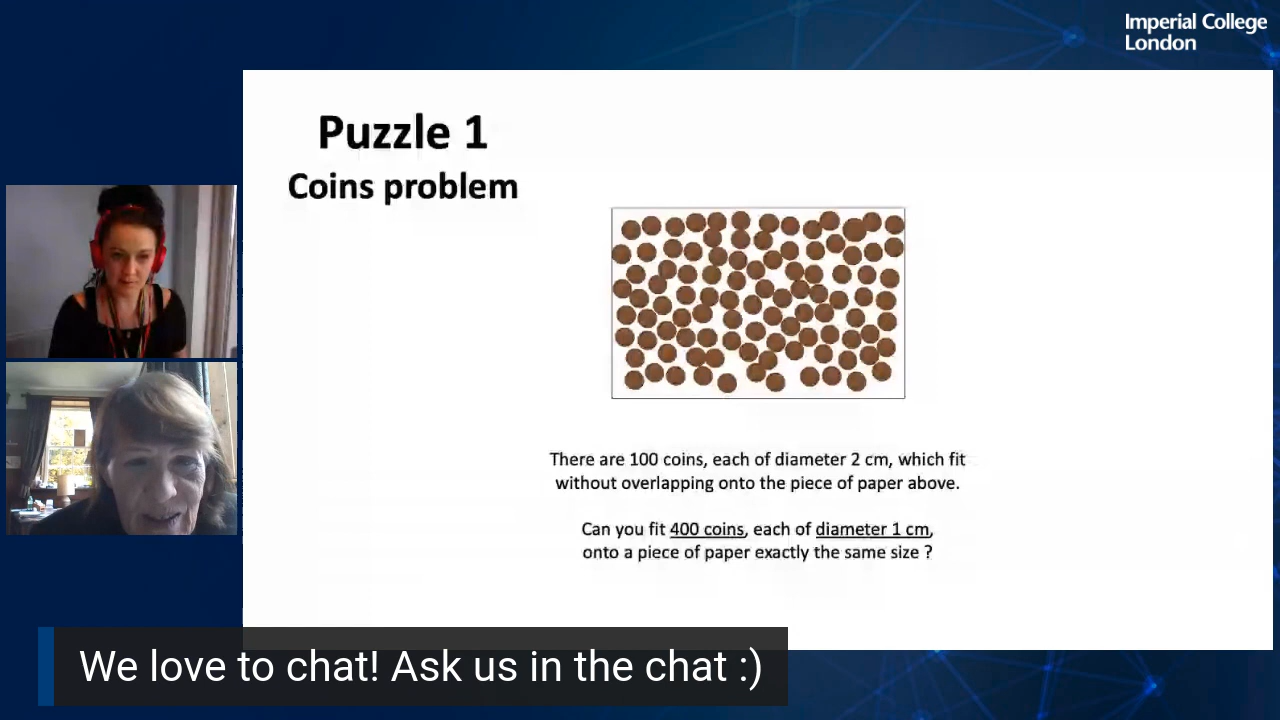 Imperial College
London
Puzzle 1
Coins problem
There are 100 coins, each of diameter 2 cm, which fit
without overlapping onto the piece of paper above.
Can you fit 400 coins, each of diameter 1 cm,
onto a piece of paper exactly the same size ?
We love to chat! Ask us in the chat :)